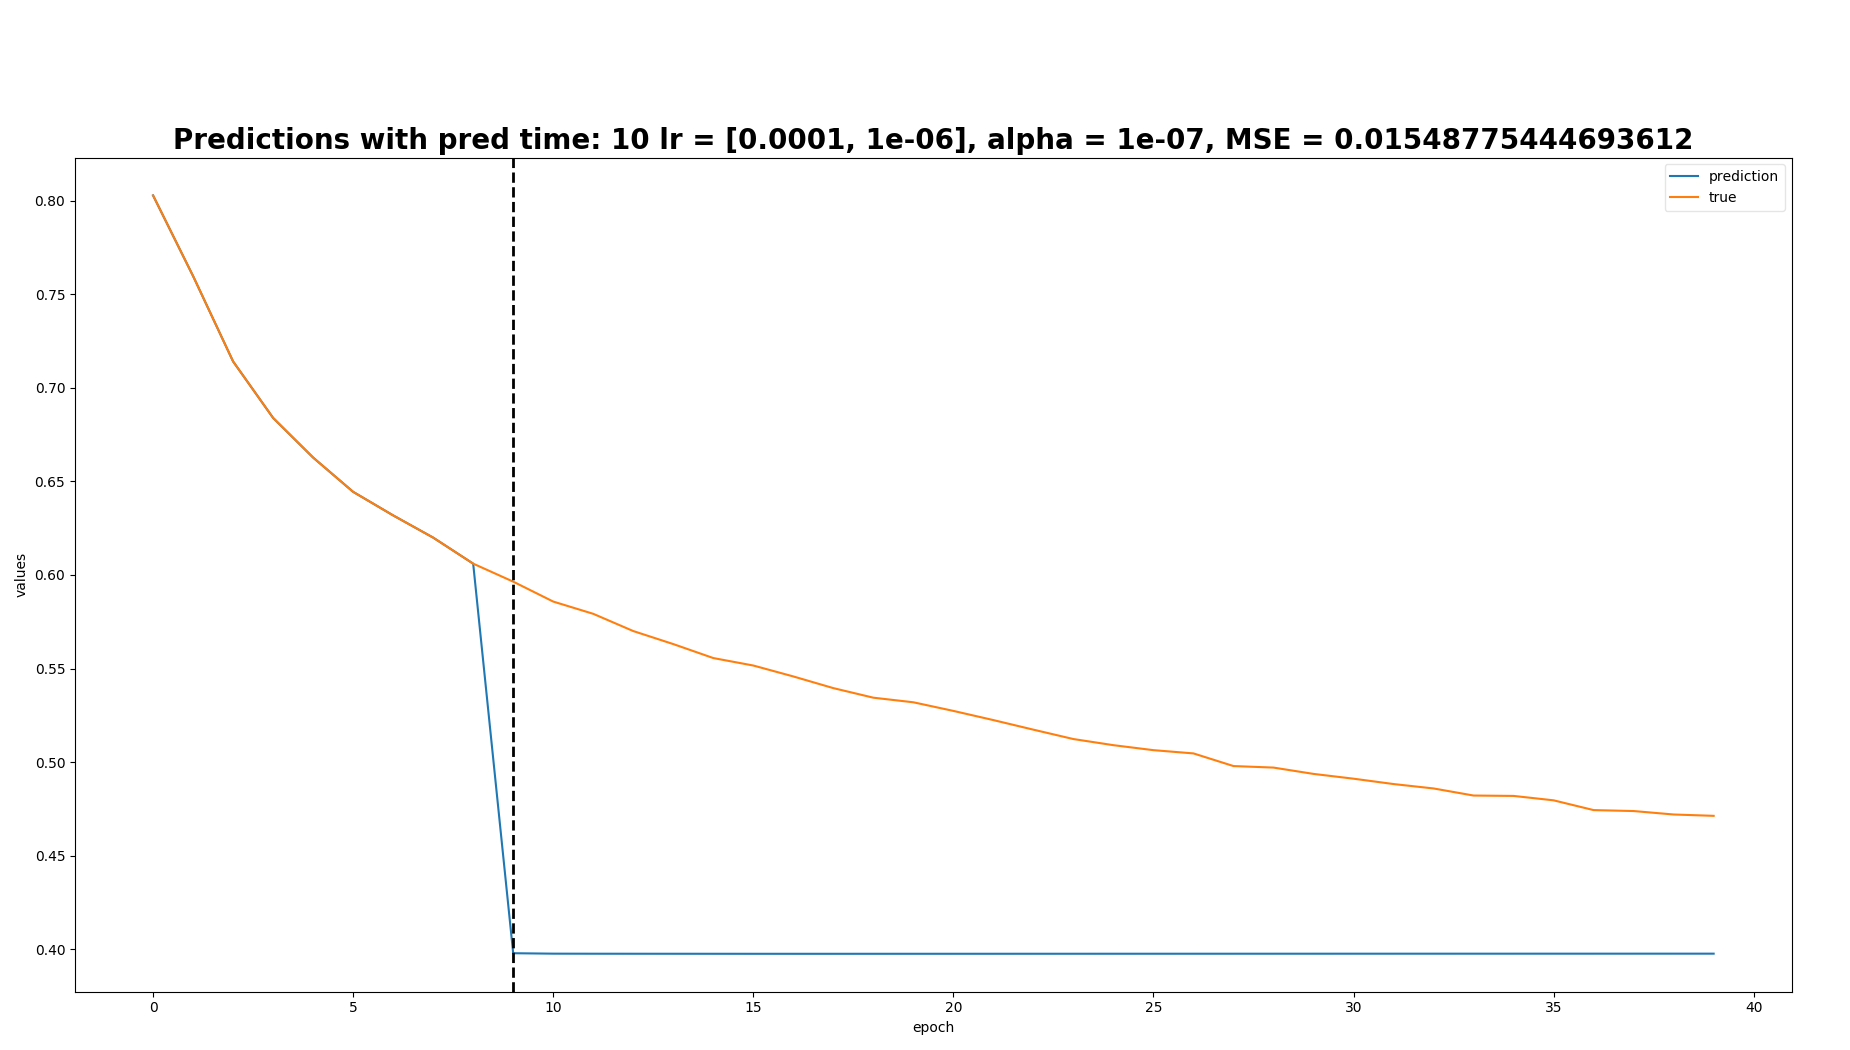 Predictions with pred time: 10 lr = [0.0001, 1e-06], alpha = 1e-07, MSE = 0.01548775444693612
prediction
true
0.80
0.75
0.70
0.65
0.60
0.55
0.50
0.45
0.40
values
0 5 10 15 20 25 30 35 40
epoch